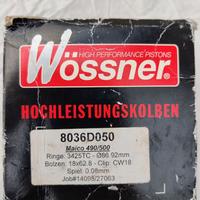 Wössner
HIGH PERFORMANCE PISTONS
HOCHLEISTUNGSKOLBEN
8036D050
Maico 490/500
Ringe: 3425TC - Ø86.92mm
Bolzen: 18x62.8 - Clip: CW18
Spiel: 0.08mm
Job#14098/27063